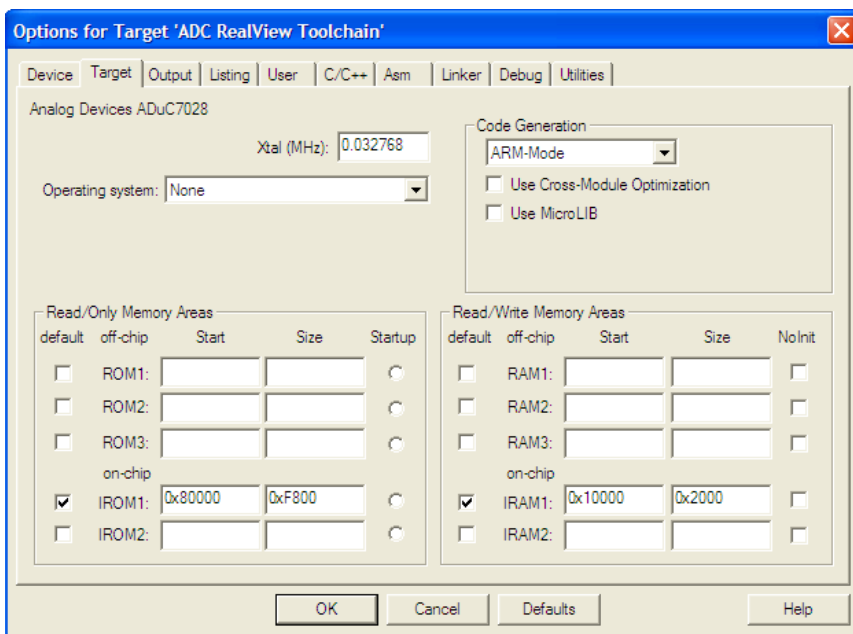 Options for Target 'ADC RealView Toolchain'
Device Target Output Listing User C/C++ Asm Linker Debug Utilities
Analog Devices ADuC7028
Xtal (MHz): 0.032768
Operating system: None
Code Generation
ARM-Mode
Use Cross-Module Optimization
Use MicroLIB
Read/Only Memory Areas
default off-chip Start Size Startup
ROM1:
ROM2:
ROM3:
on-chip
IROM1: 0x80000 0xF800
IROM2:
Read/Write Memory Areas
default off-chip Start Size NoInit
RAM1:
RAM2:
RAM3:
on-chip
IRAM1: 0x10000 0x2000
IRAM2:
OK Cancel Defaults Help